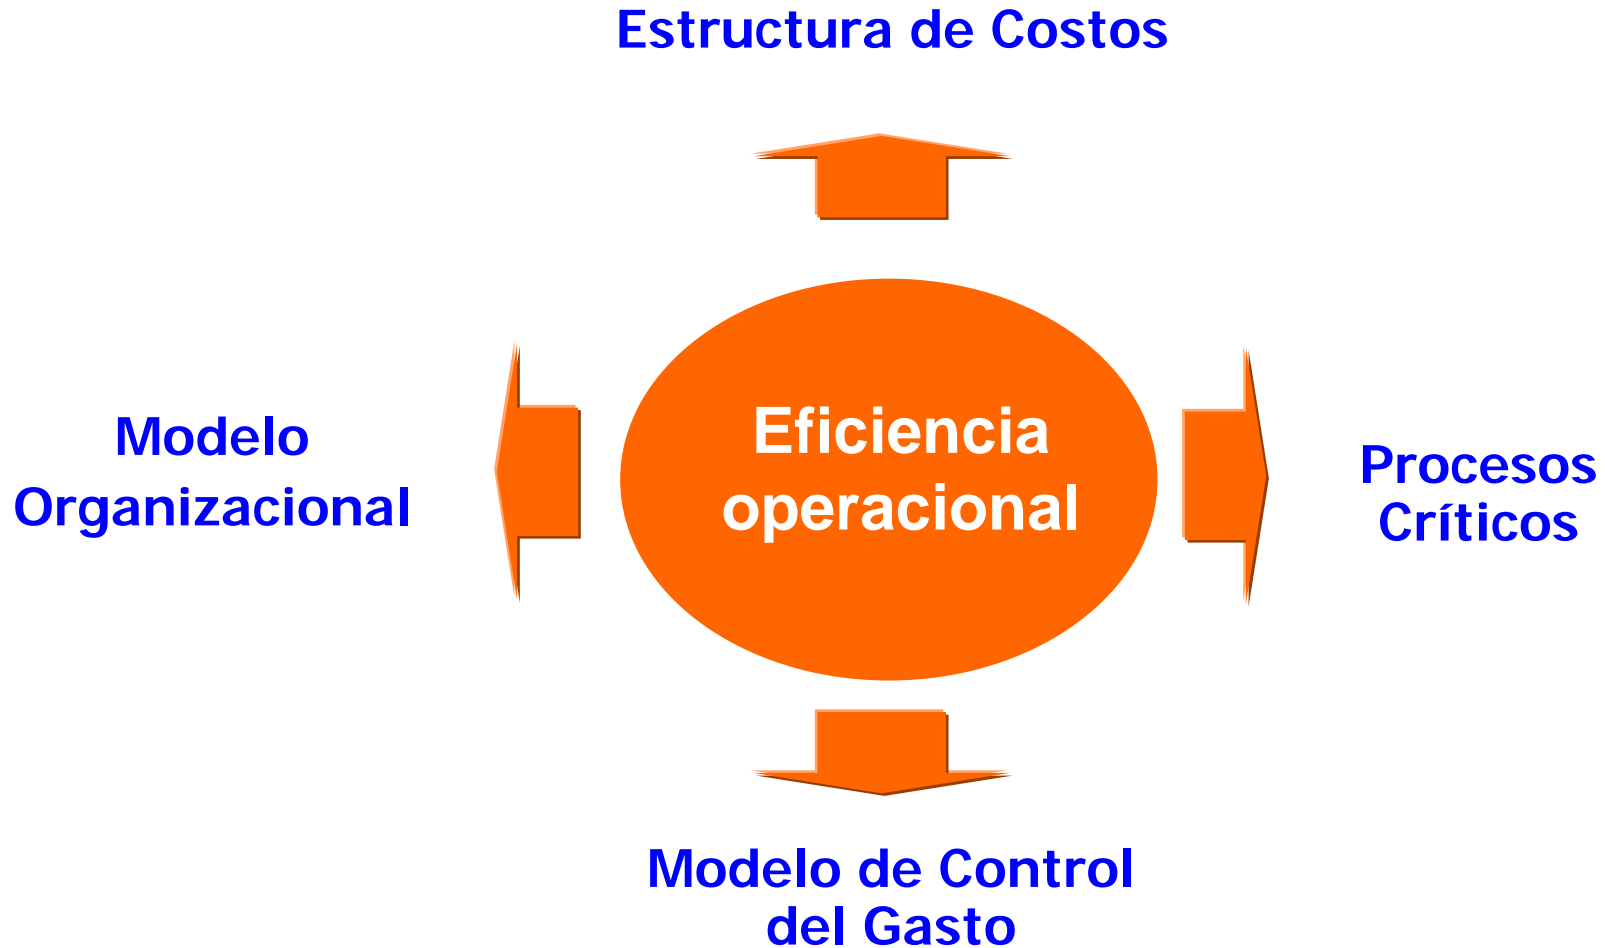 Estructura de Costos
Modelo
Organizacional
Eficiencia
operacional
Procesos
Críticos
Modelo de Control
del Gasto